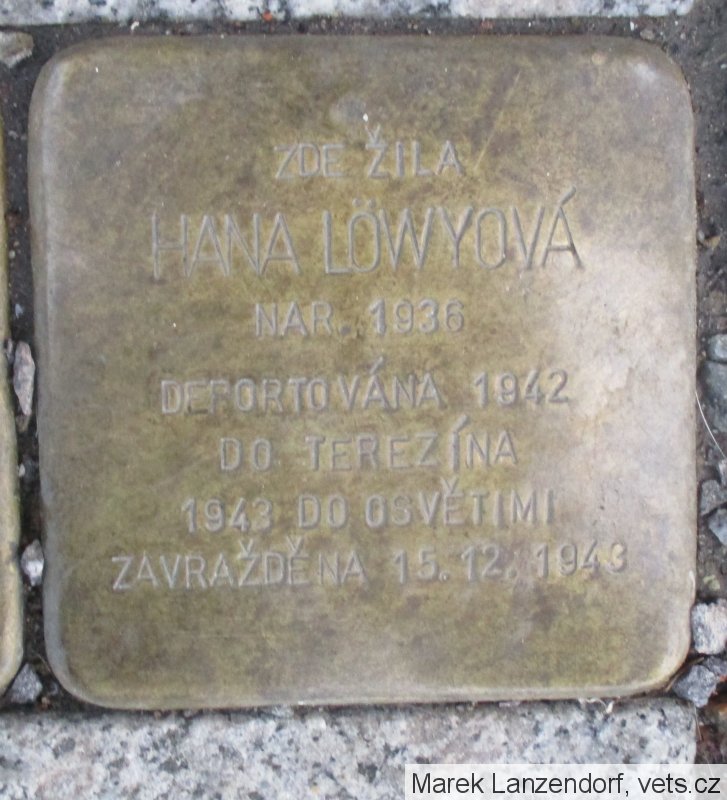 ZDE ŽILA
HANA LÖWYOVÁ
NAR. 1936
DEPORTOVÁNA 1942
DO TEREZÍNA
1943 DO OSVĚTIMI
ZAVRAŽDĚNA 15.12.1943
Marek Lanzendorf, vets.cz